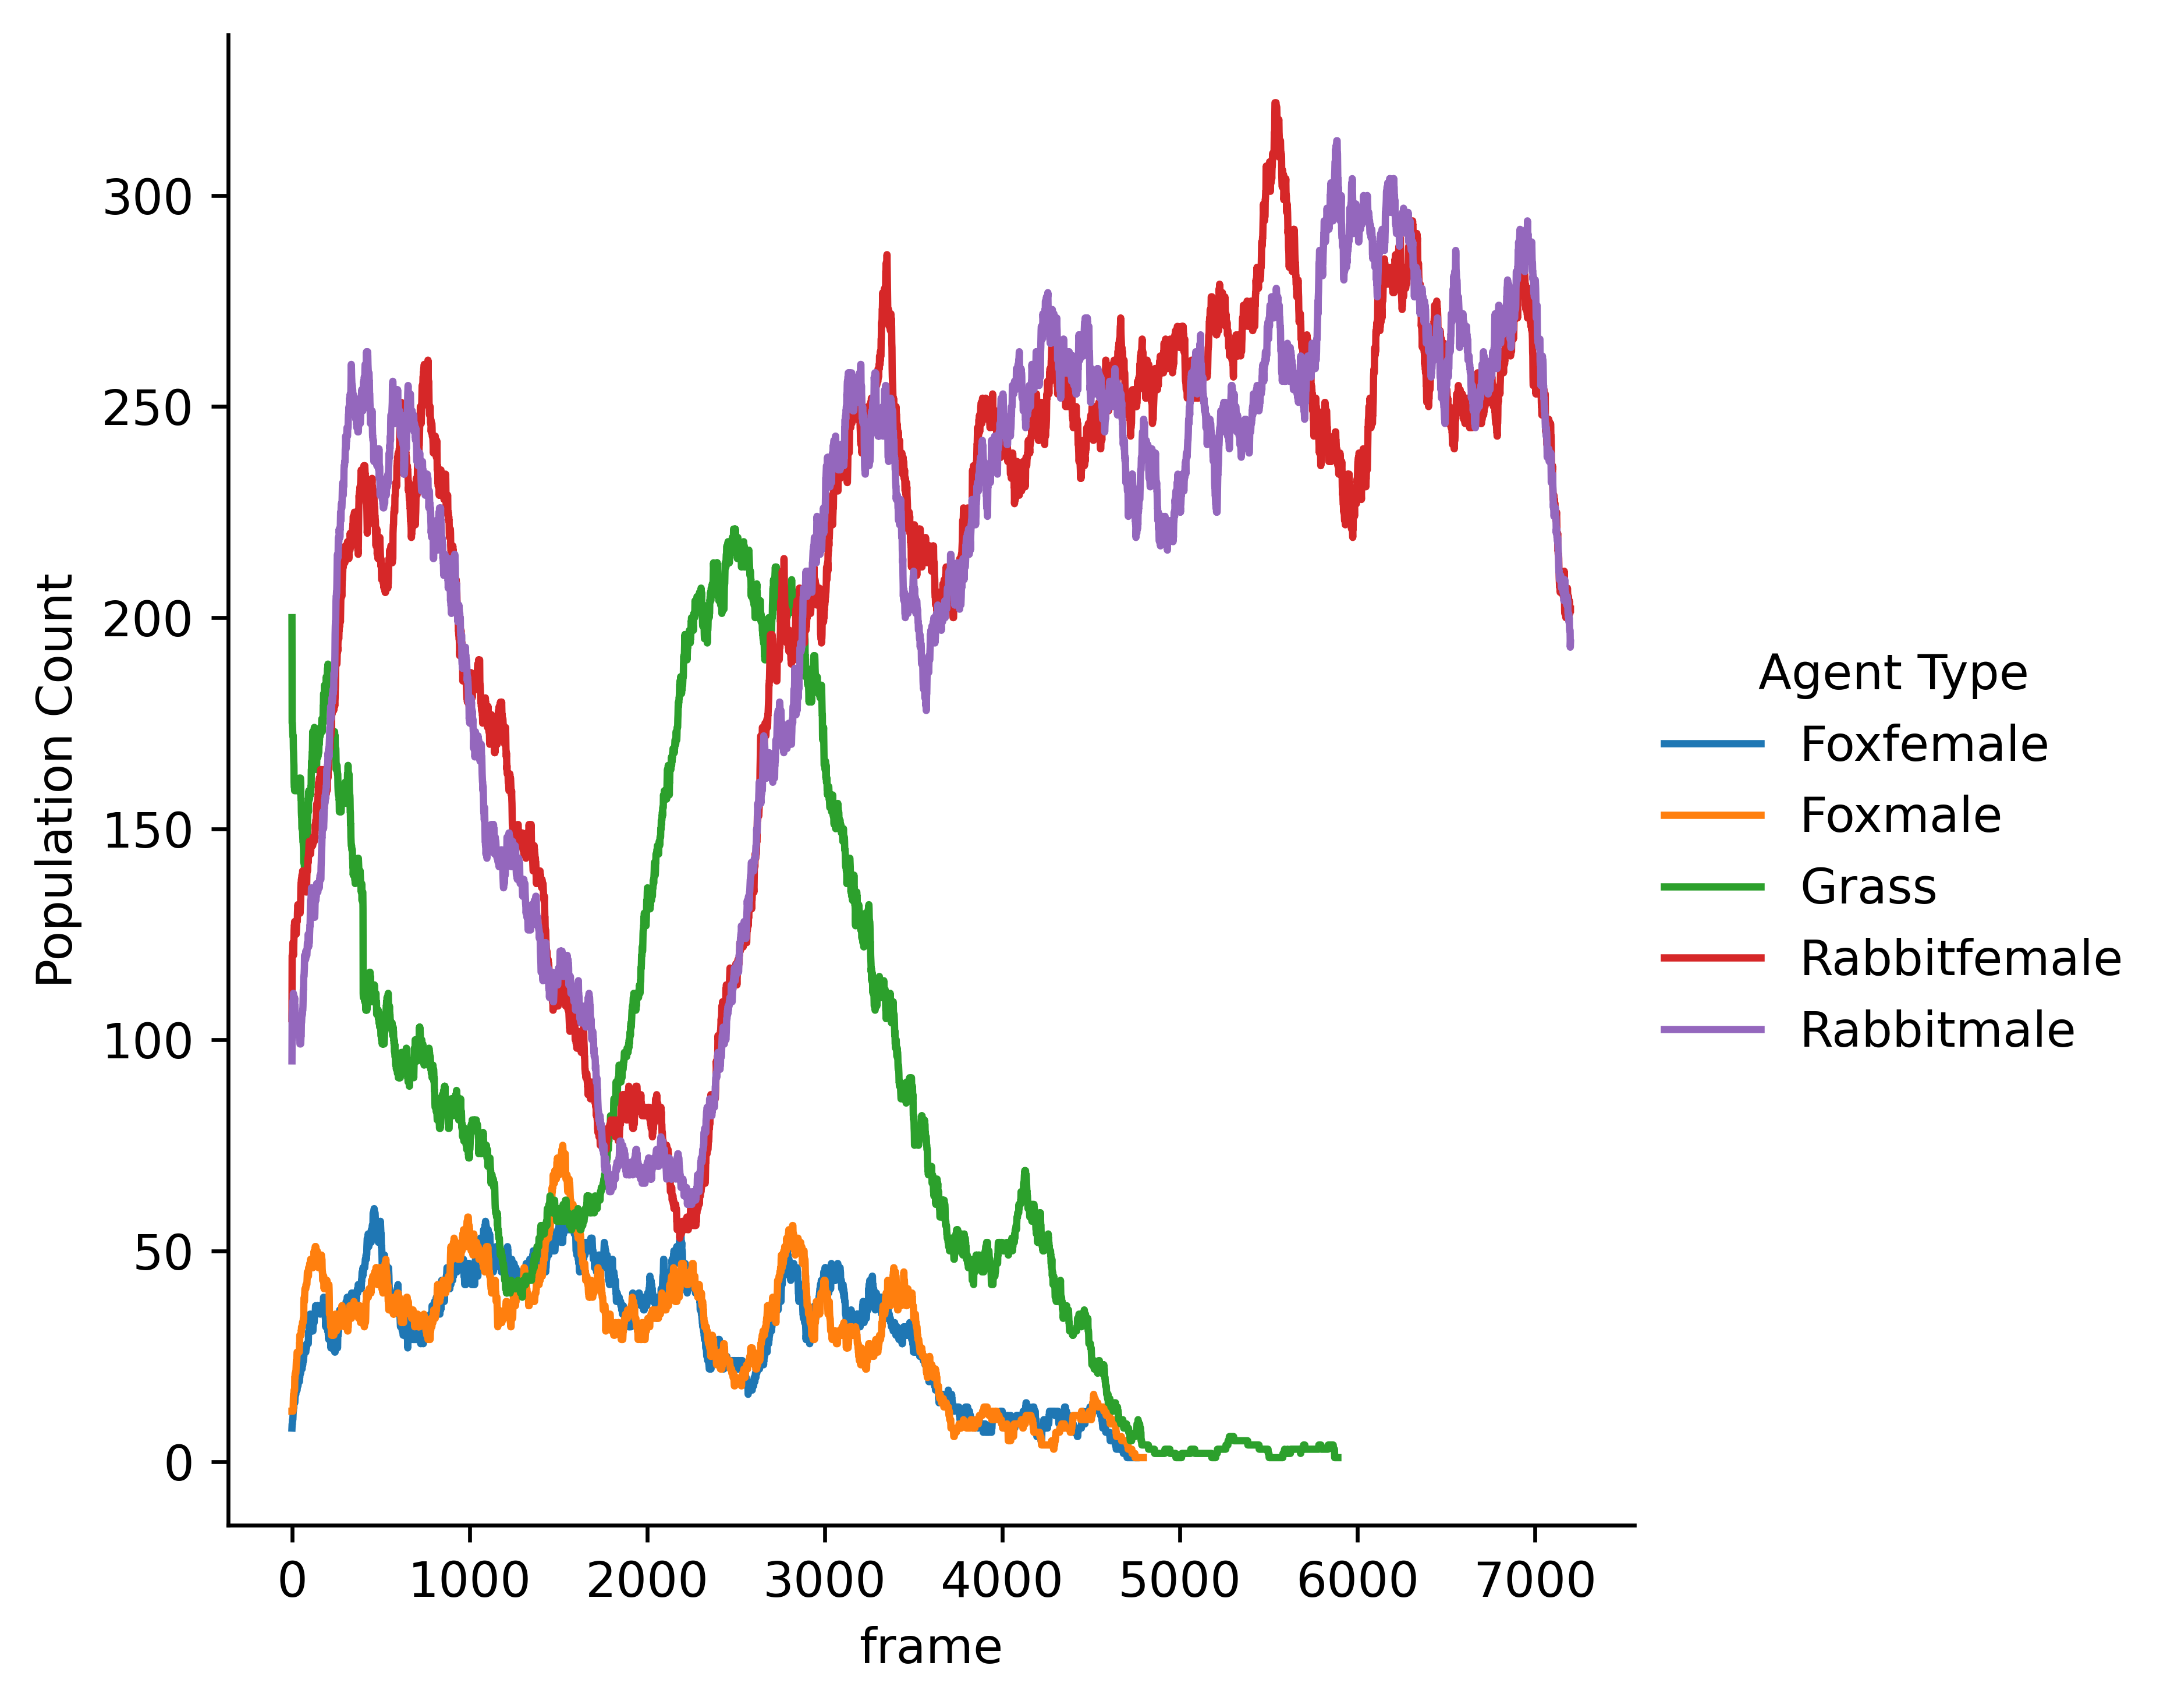 300
250
200
150
100
50
0
Population Count
0 1000 2000 3000 4000 5000 6000 7000
frame
Agent Type
Foxfemale
Foxmale
Grass
Rabbitfemale
Rabbitmale